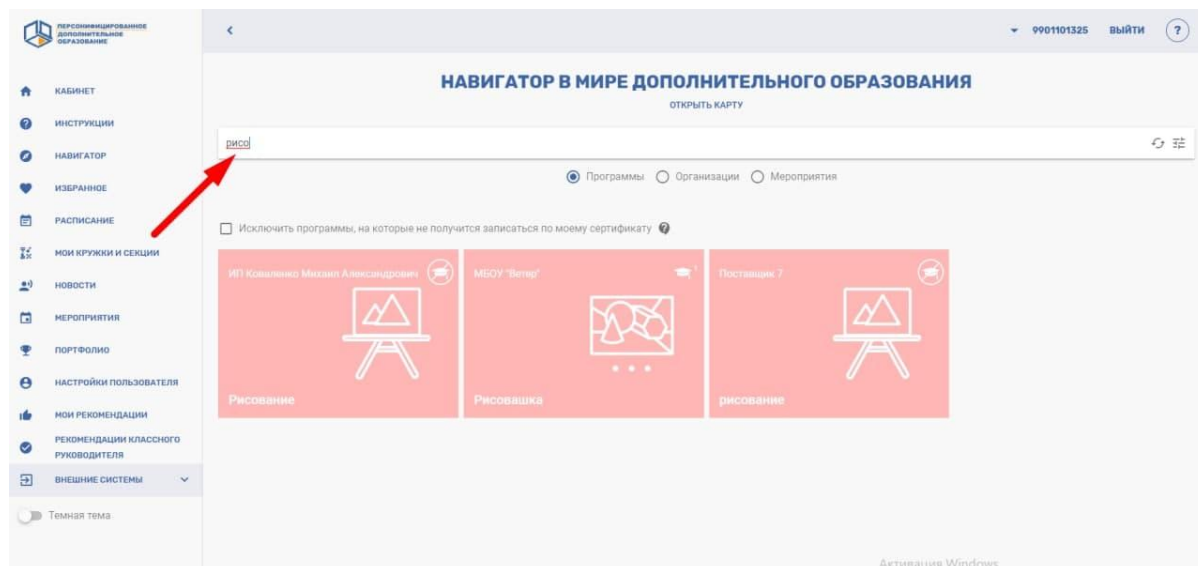 ПЕРСОНИФИЦИРОВАННОЕ
ДОПОЛНИТЕЛЬНОЕ
ОБРАЗОВАНИЕ
9901101325
ВЫЙТИ
?
КАБИНЕТ
ИНСТРУКЦИИ
НАВИГАТОР
ИЗБРАННОЕ
РАСПИСАНИЕ
МОИ КРУЖКИ И СЕКЦИИ
НОВОСТИ
МЕРОПРИЯТИЯ
ПОРТФОЛИО
НАСТРОЙКИ ПОЛЬЗОВАТЕЛЯ
МОИ РЕКОМЕНДАЦИИ
РЕКОМЕНДАЦИИ КЛАССНОГО
РУКОВОДИТЕЛЯ
ВНЕШНИЕ СИСТЕМЫ
Темная тема
НАВИГАТОР В МИРЕ ДОПОЛНИТЕЛЬНОГО ОБРАЗОВАНИЯ
ОТКРЫТЬ КАРТУ
рисо
Программы Организации Мероприятия
Исключить программы, на которые не получится записаться по моему сертификату
ИП Коваленко Михаил Александрович
Рисование
МБОУ "Ветер"
Рисовашка
Поставщик 7
рисование
Активация Windows